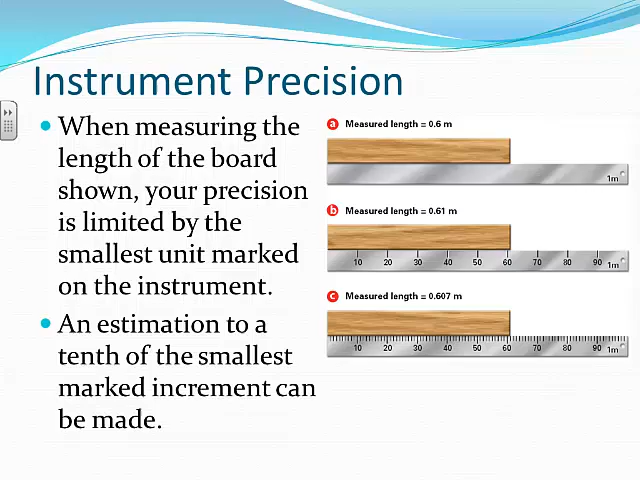 Instrument Precision
• When measuring the
length of the board
shown, your precision
is limited by the
smallest unit marked
on the instrument.
• An estimation to a
tenth of the smallest
marked increment can
be made.
a Measured length = 0.6 m
1m
b Measured length = 0.61 m
10 20 30 40 50 60 70 80 90 1m
c Measured length = 0.607 m
10 20 30 40 50 60 70 80 90 1m